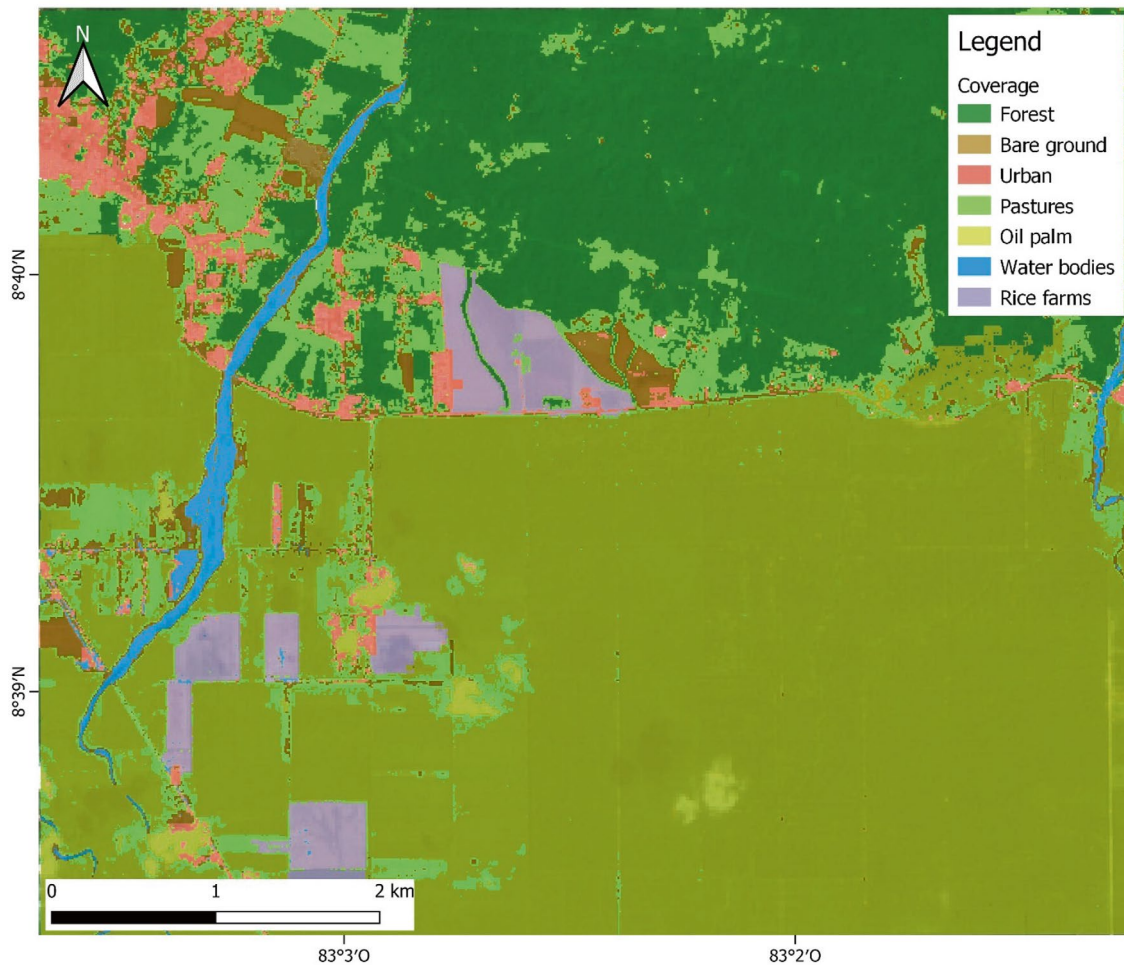 N
Legend
Coverage
Forest
Bare ground
Urban
Pastures
Oil palm
Water bodies
Rice farms
8°40'N
8°39'N
0 1 2 km
83°3'O
83°2'O